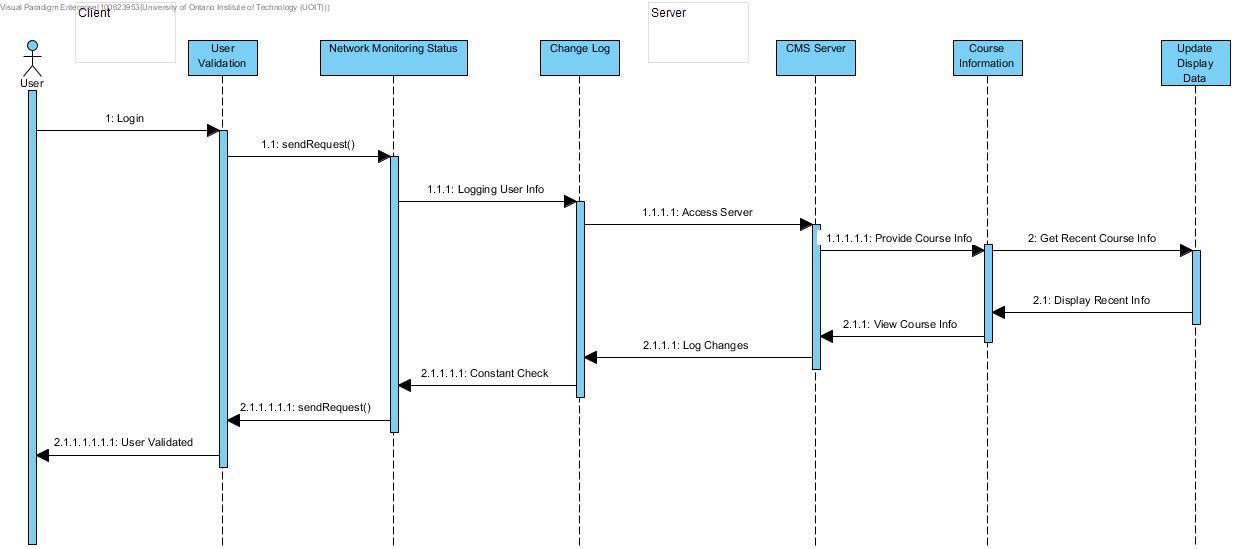 Visual Paradigm Enterprise(100623953(University of Ontario Institute of Technology (UOIT)))
Client
Server
User
User
Validation
Network Monitoring Status
Change Log
CMS Server
Course
Information
Update
Display
Data
1: Login
1.1: sendRequest()
1.1.1: Logging User Info
1.1.1.1: Access Server
1.1.1.1.1: Provide Course Info
2: Get Recent Course Info
2.1: Display Recent Info
2.1.1: View Course Info
2.1.1.1: Log Changes
2.1.1.1.1: Constant Check
2.1.1.1.1.1: sendRequest()
2.1.1.1.1.1.1: User Validated